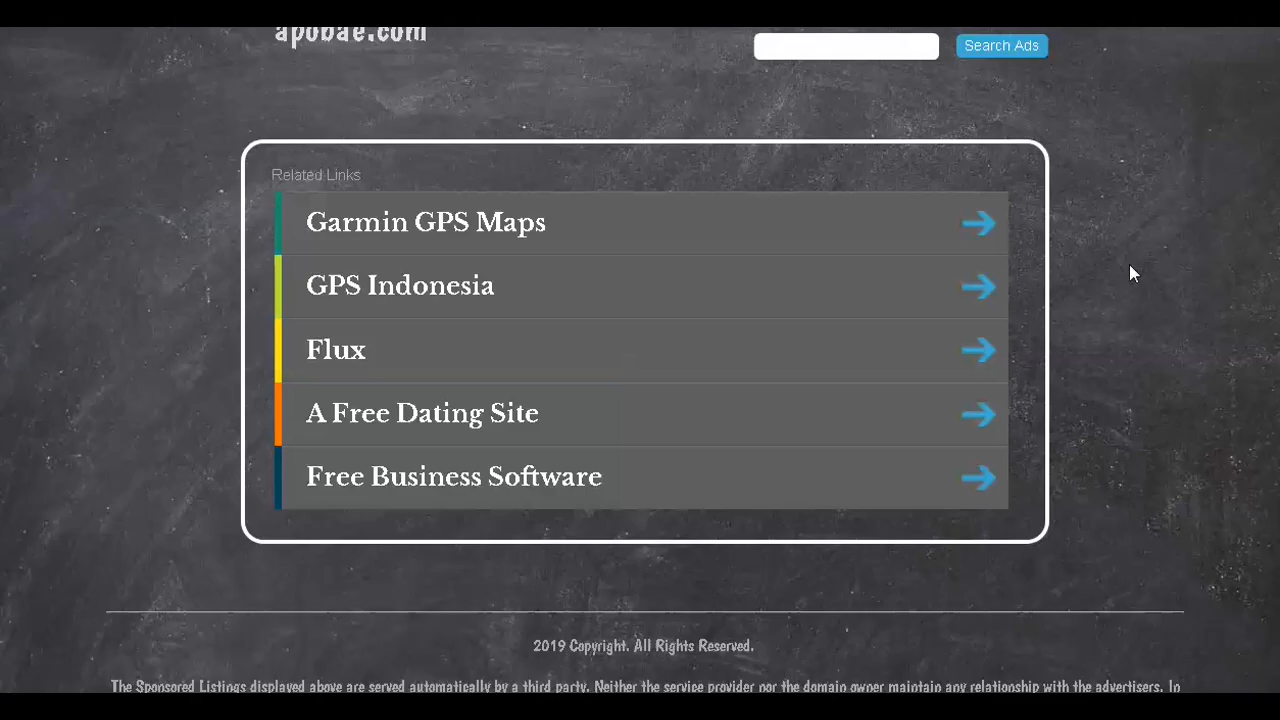 apobae.com
Search Ads
Related Links
Garmin GPS Maps
GPS Indonesia
Flux
A Free Dating Site
Free Business Software
2019 Copyright. All Rights Reserved.
The Sponsored Listings displayed above are served automatically by a third party. Neither the service provider nor the domain owner maintain any relationship with the advertisers. In